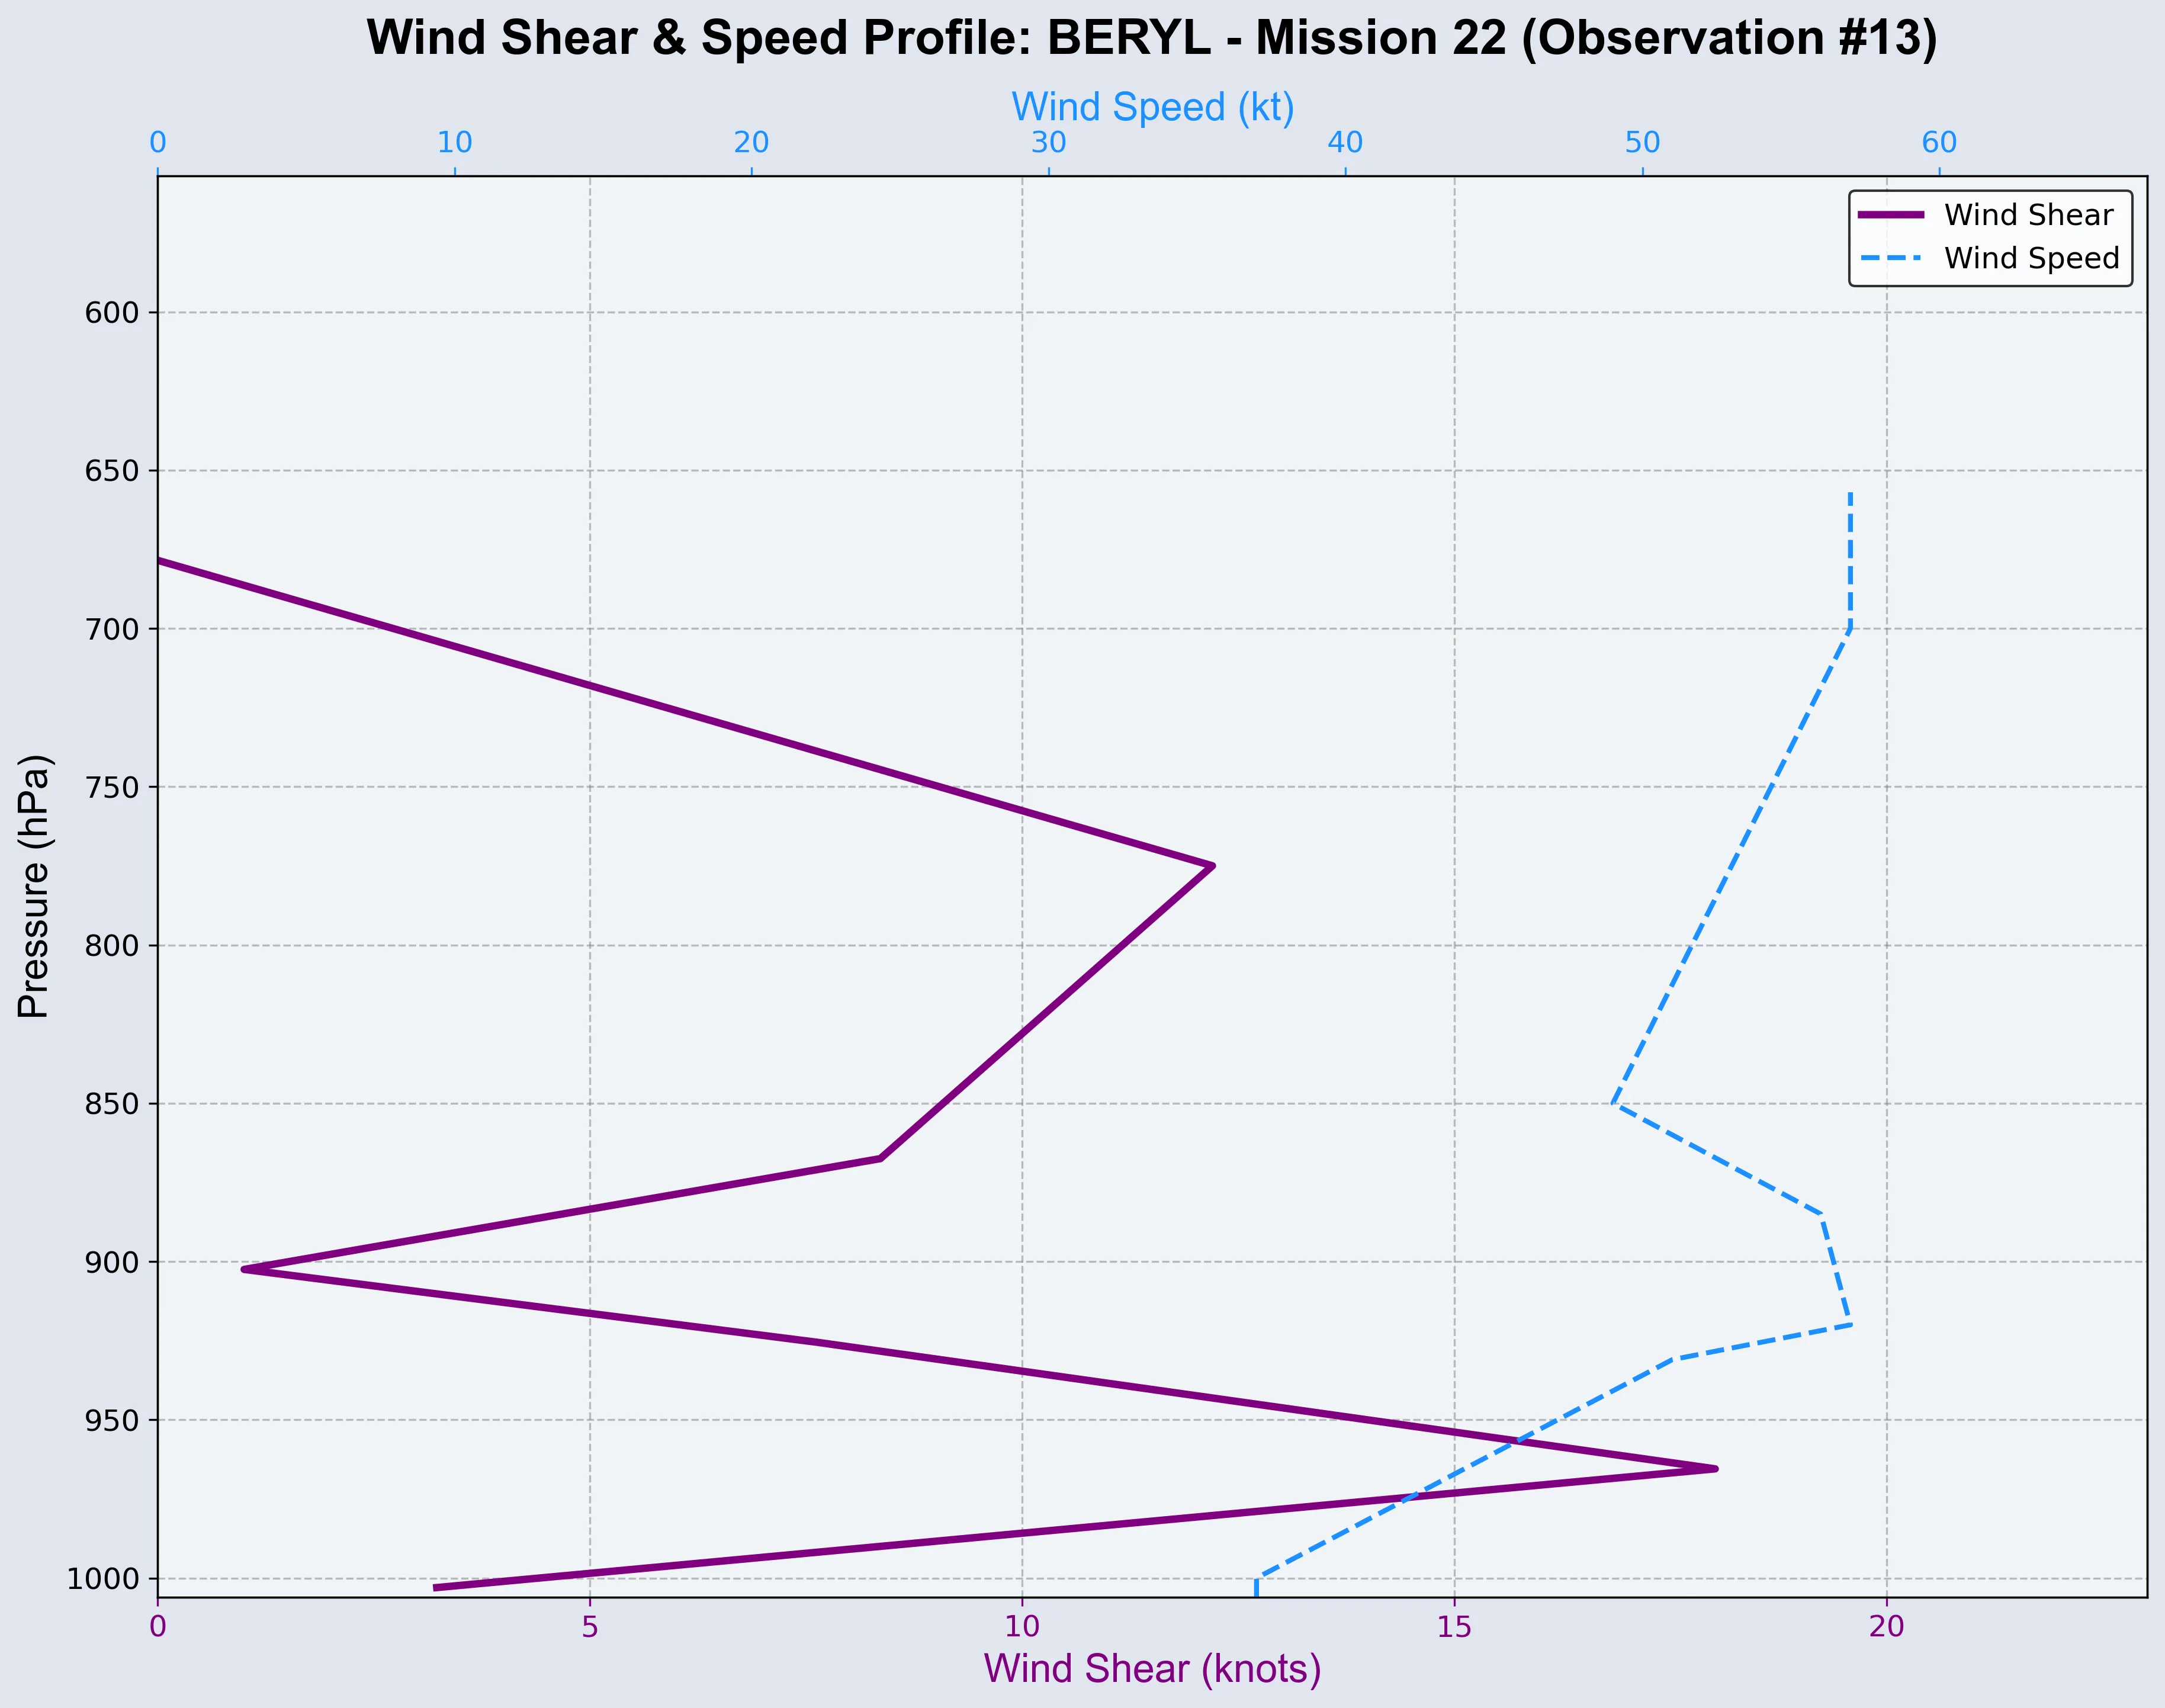 Wind Shear & Speed Profile: BERYL - Mission 22 (Observation #13)
Wind Speed (kt)
0 10 20 30 40 50 60
Wind Shear
Wind Speed
600
650
700
750
800
850
900
950
1000
Pressure (hPa)
0 5 10 15 20
Wind Shear (knots)